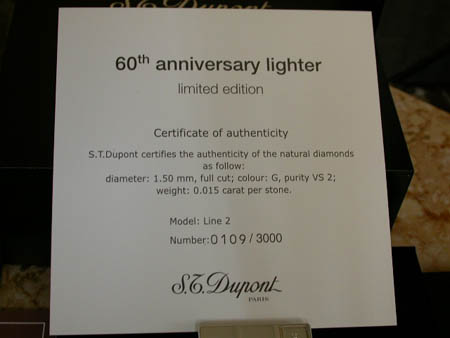 S.T. Dupont
60th anniversary lighter
limited edition
Certificate of authenticity
S.T.Dupont certifies the authenticity of the natural diamonds
as follow:
diameter: 1.50 mm, full cut; colour: G, purity VS 2;
weight: 0.015 carat per stone.
Model: Line 2
Number:0109/3000
S.T. Dupont
PARIS